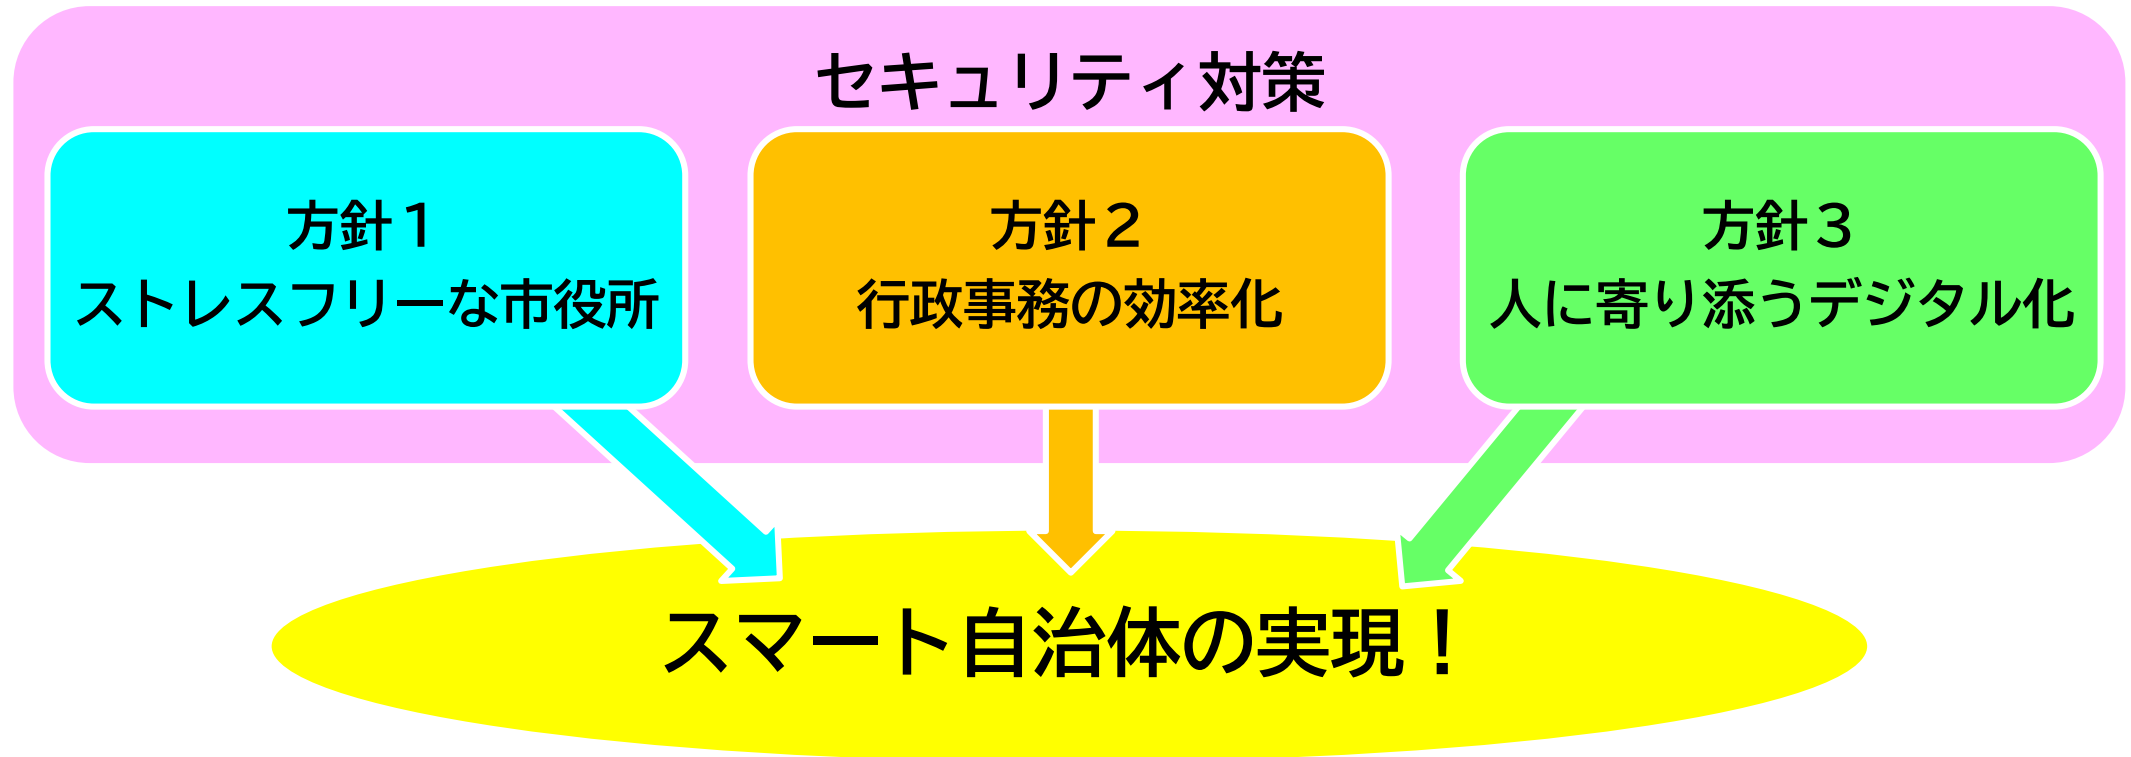 セキュリティ対策
方針１
ストレスフリーな市役所
方針２
行政事務の効率化
方針３
人に寄り添うデジタル化
スマート自治体の実現！